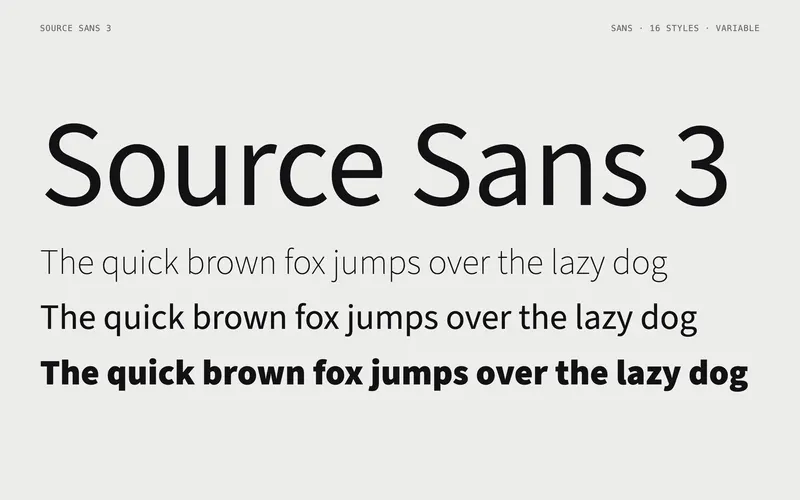 SOURCE SANS 3
SANS · 16 STYLES · VARIABLE
Source Sans 3
The quick brown fox jumps over the lazy dog
The quick brown fox jumps over the lazy dog
The quick brown fox jumps over the lazy dog